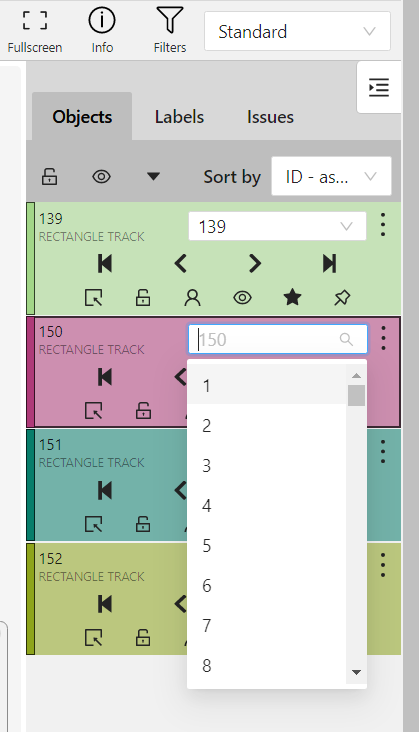 Fullscreen Info Filters Standard
Objects Labels Issues
Sort by ID - as...
139 139
RECTANGLE TRACK
150 150
RECTANGLE TRACK
1
2
151
RECTANGLE TRACK
3
4
5
152
RECTANGLE TRACK
6
7
8